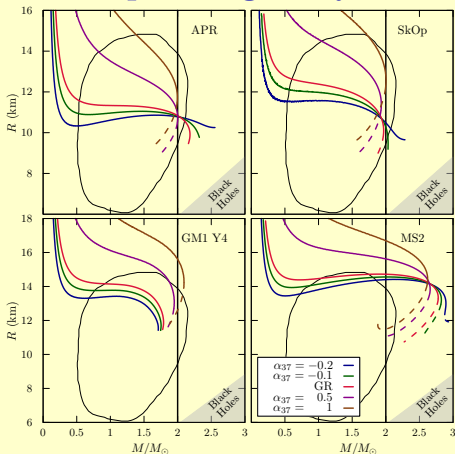 16
14
12
10
8
R (km)
APR
Black
Holes
SkOp
Black
Holes
18
16
14
12
10
8
6
R (km)
GM1 Y4
Black
Holes
MS2
Black
Holes
α37 = −0.2
α37 = −0.1
GR
α37 = 0.5
α37 = 1
0 0.5 1 1.5 2 2.5 3
0.5 1 1.5 2 2.5 3
M/M⊙ M/M⊙